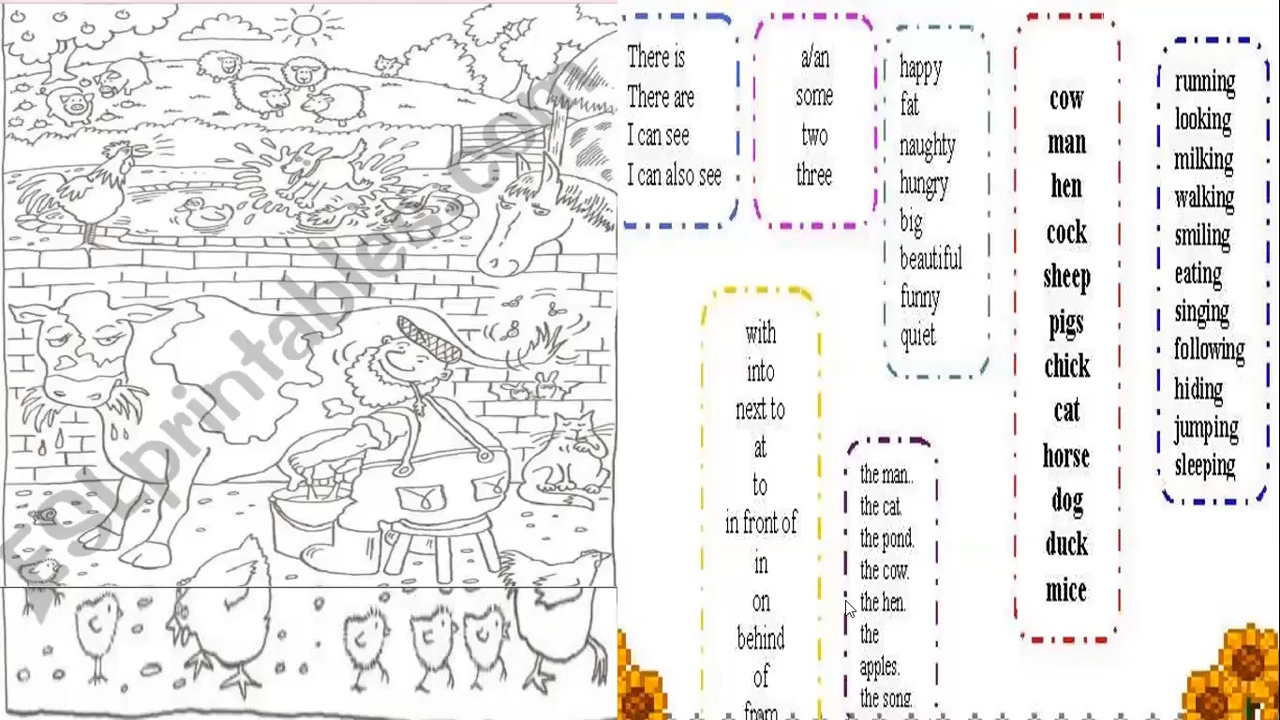 There is
There are
I can see
I can also see
a/an
some
two
three
happy
fat
naughty
hungry
big
beautiful
funny
quiet
cow
man
hen
cock
sheep
pigs
chick
cat
horse
dog
duck
mice
running
looking
milking
walking
smiling
eating
singing
following
hiding
jumping
sleeping
with
into
next to
at
to
in front of
in
on
behind
of
from
the man..
the cat.
the pond.
the cow.
the hen.
the
apples.
the song.
ESLprintables.com